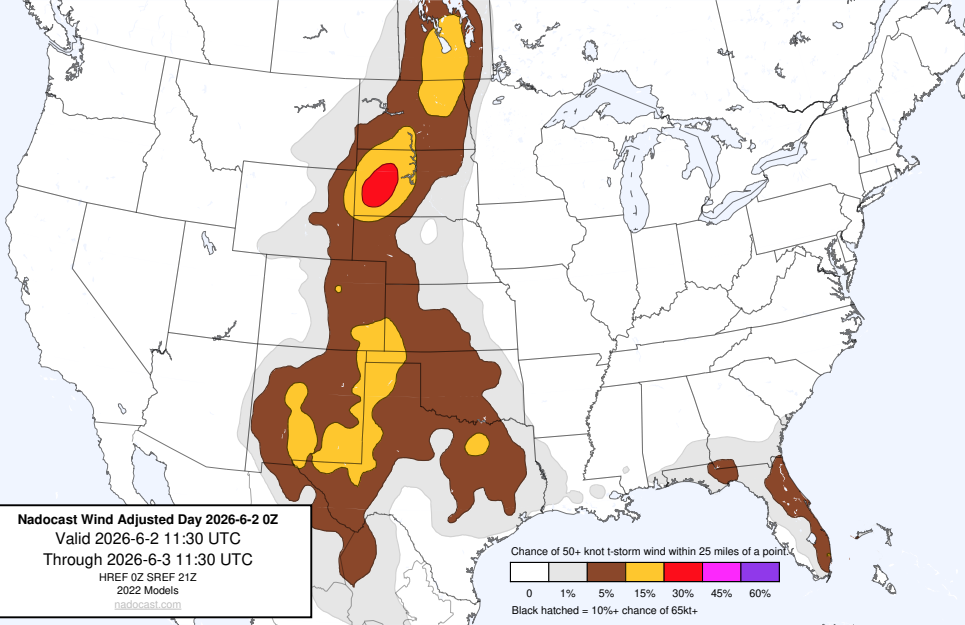 Nadocast Wind Adjusted Day 2026-6-2 0Z
Valid 2026-6-2 11:30 UTC
Through 2026-6-3 11:30 UTC
HREF 0Z SREF 21Z
2022 Models
nadocast.com
Chance of 50+ knot t-storm wind within 25 miles of a point.
0 1% 5% 15% 30% 45% 60%
Black hatched = 10%+ chance of 65kt+